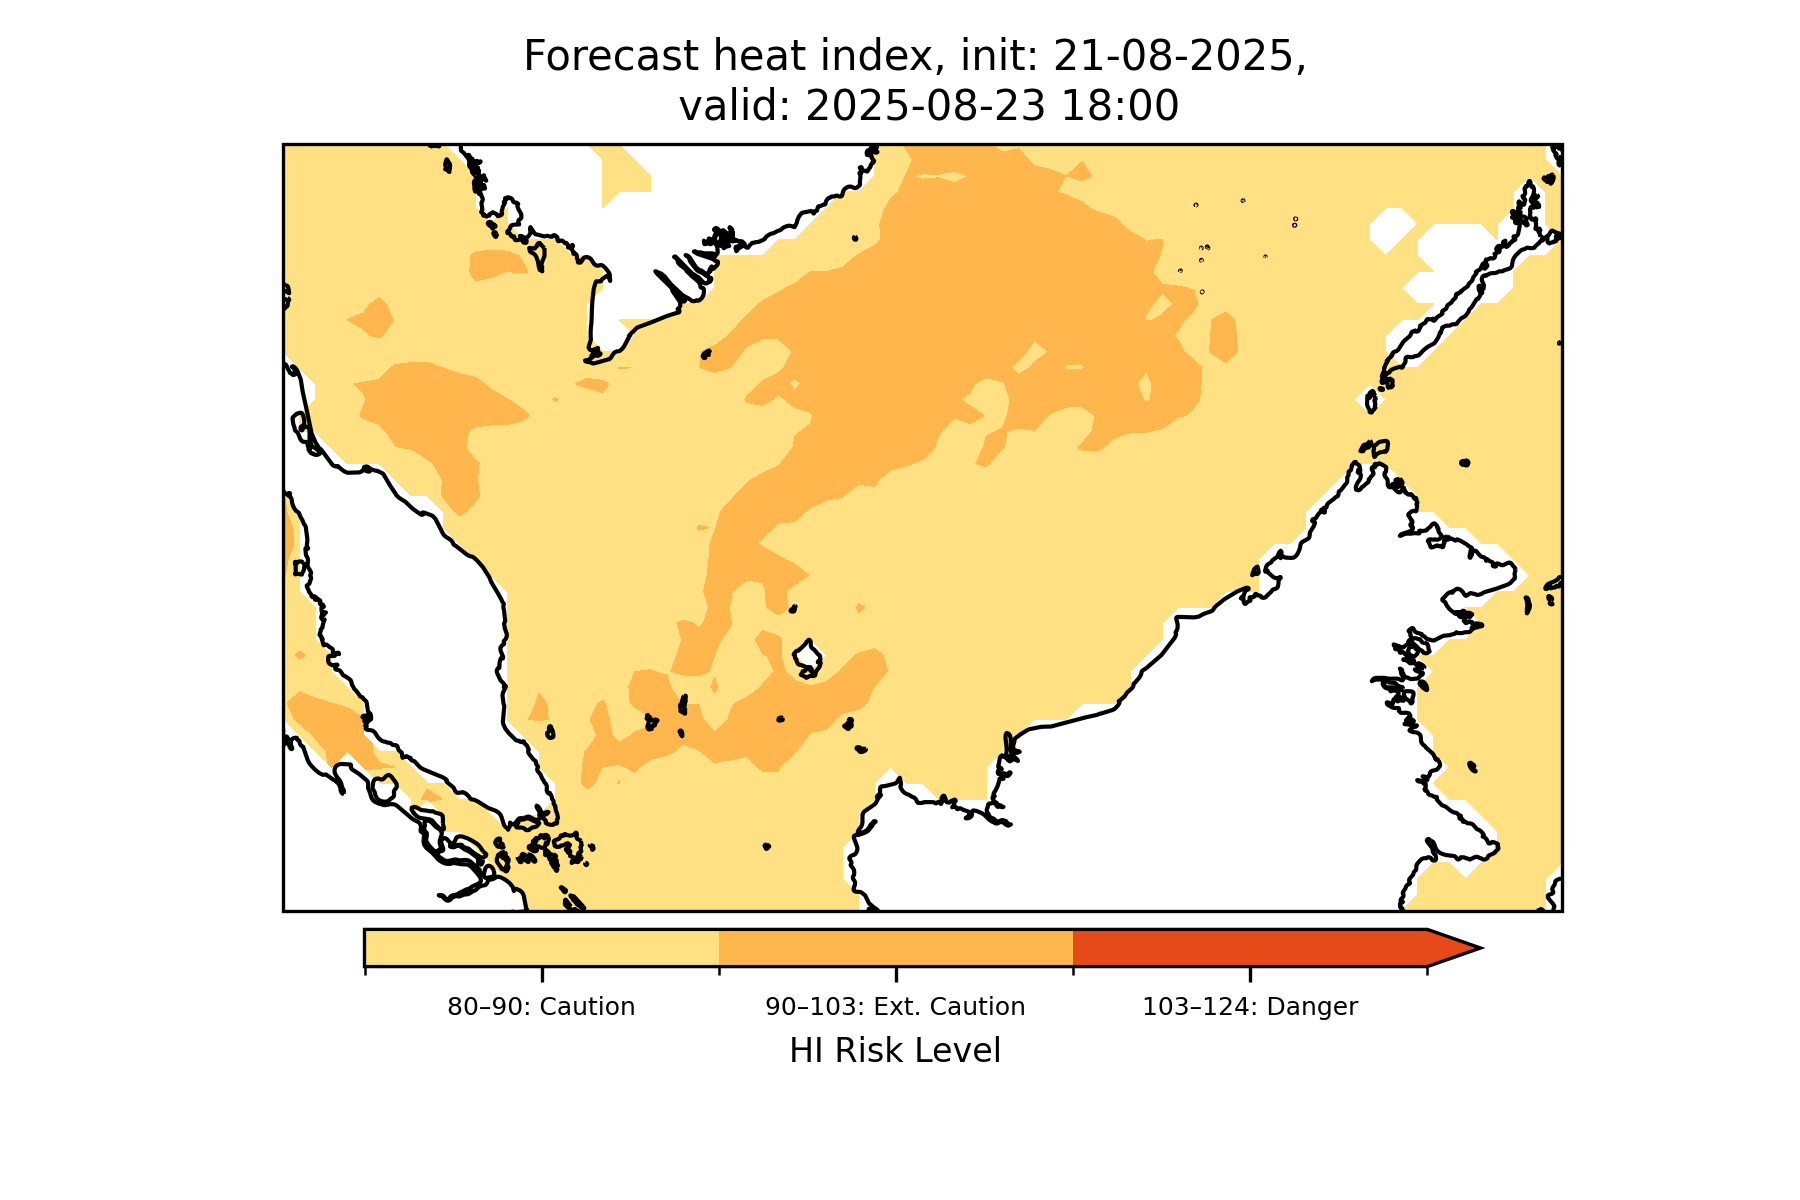 Forecast heat index, init: 21-08-2025,
valid: 2025-08-23 18:00
80–90: Caution
90–103: Ext. Caution
103–124: Danger
HI Risk Level